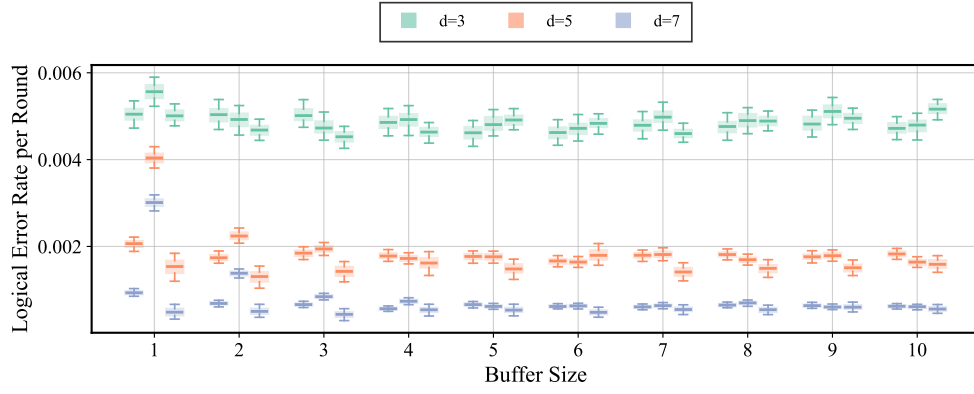 d=3 d=5 d=7
Logical Error Rate per Round
0.006
0.004
0.002
1 2 3 4 5 6 7 8 9 10
Buffer Size